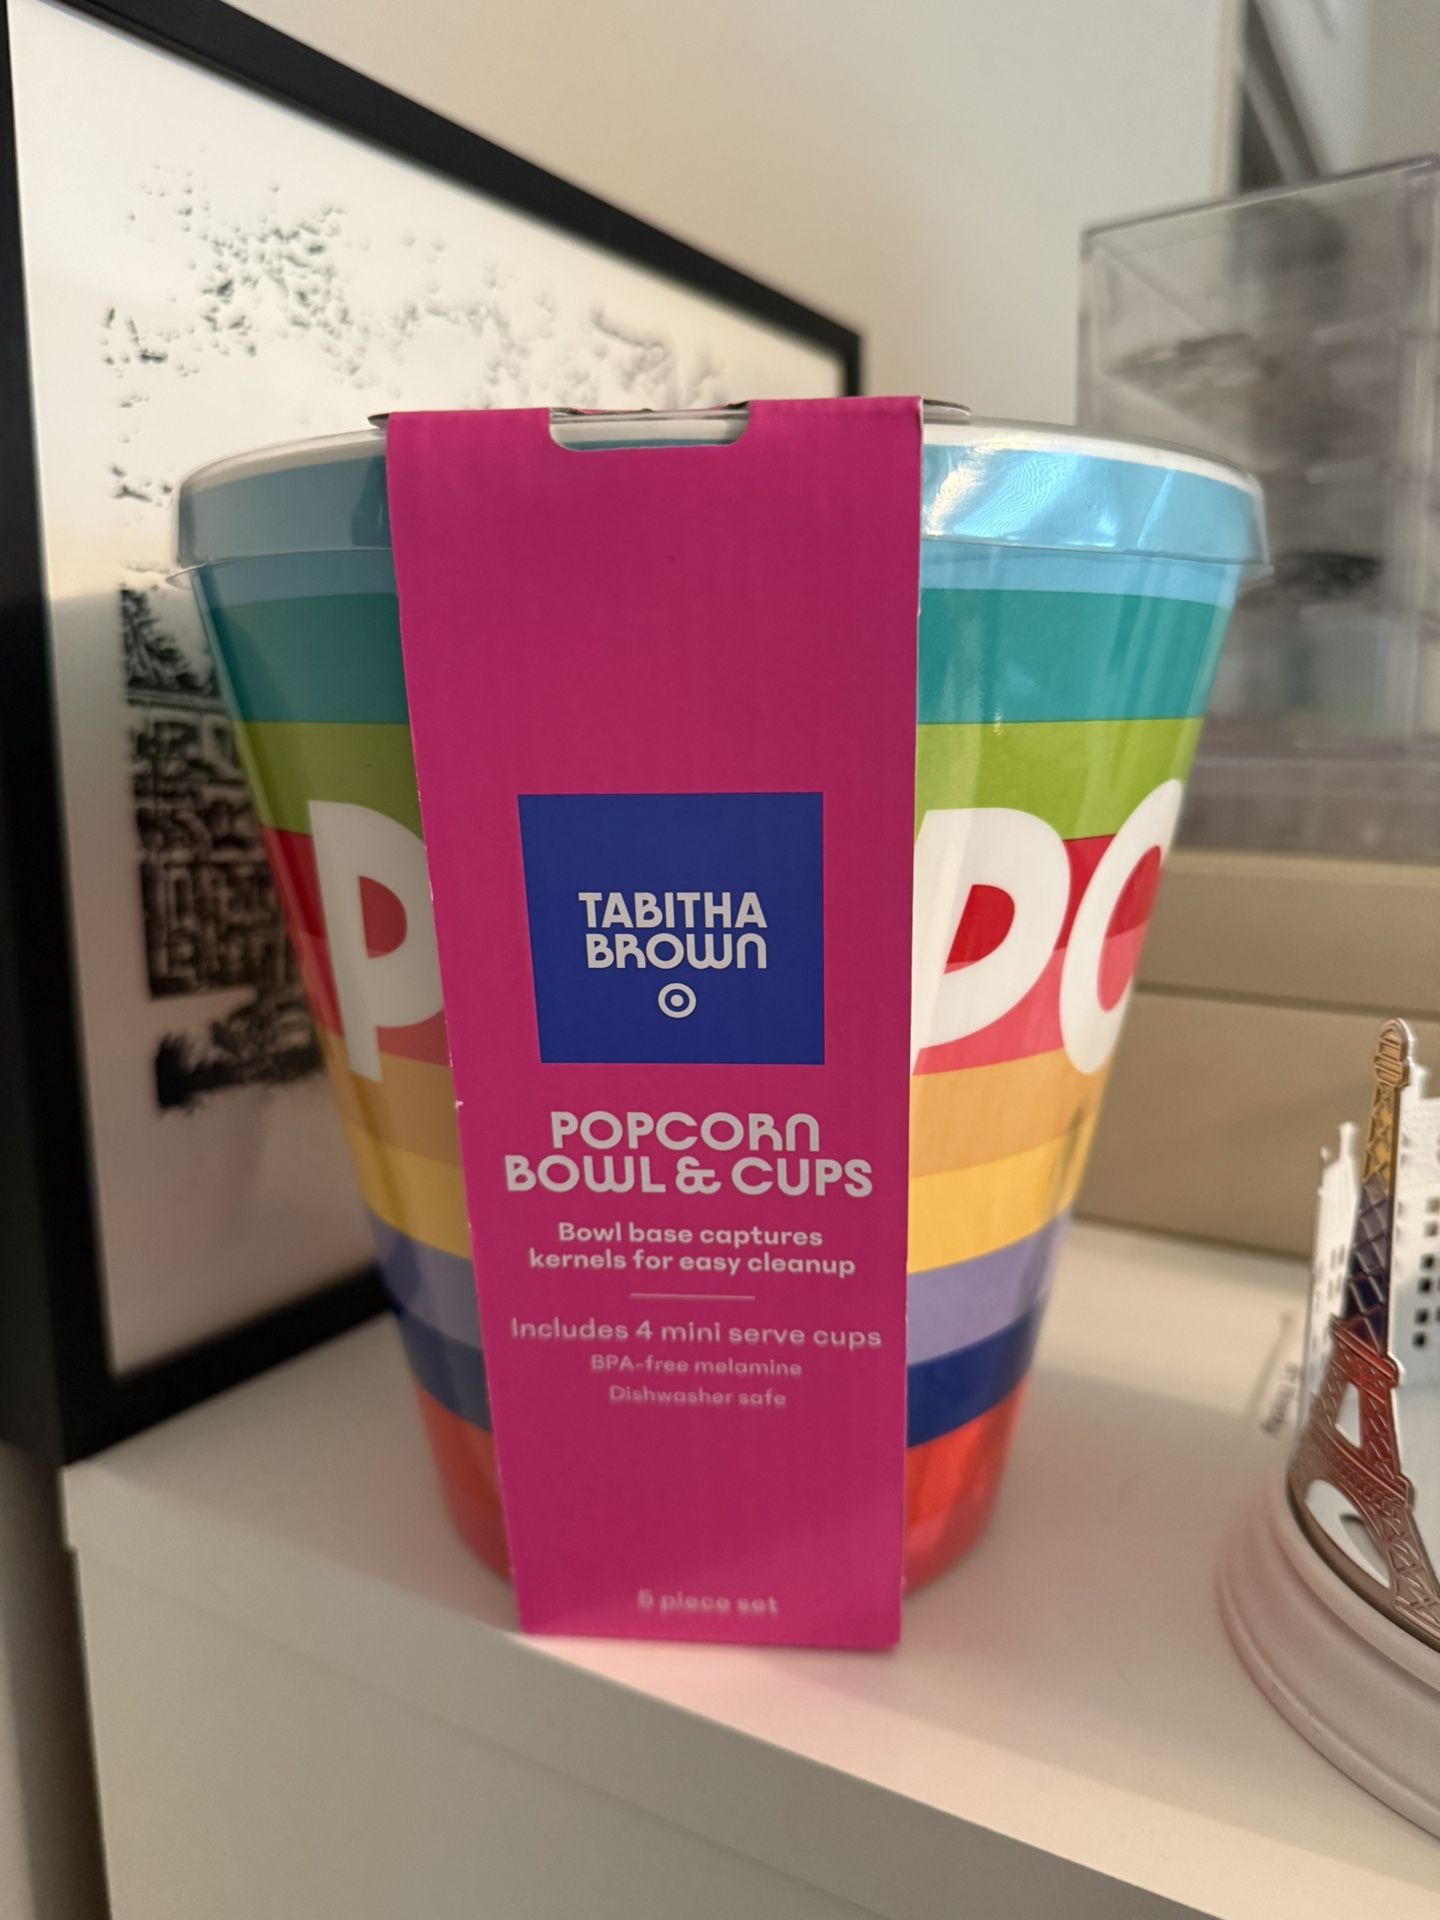 TABITHA
BROWN
POPCORN
BOWL & CUPS
Bowl base captures
kernels for easy cleanup
Includes 4 mini serve cups
BPA-free melamine
Dishwasher safe
5 piece set
P
PO